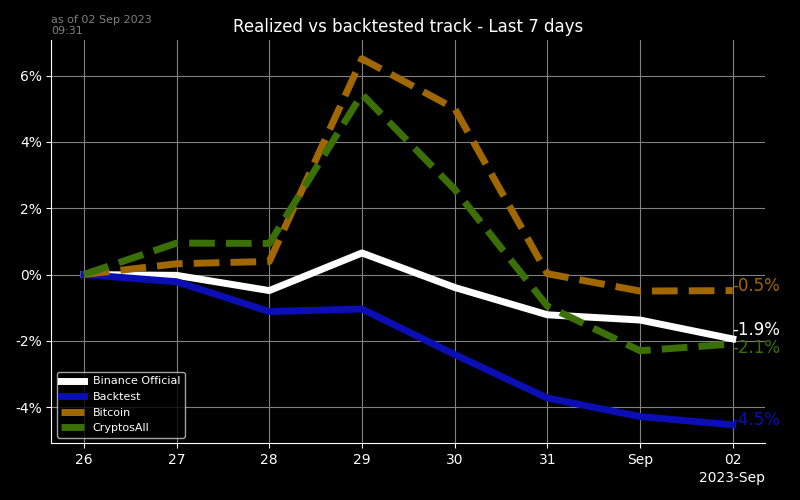 as of 02 Sep 2023
09:31
Realized vs backtested track - Last 7 days
6%
4%
2%
0%
-2%
-4%
-0.5%
-1.9%
-2.1%
-4.5%
Binance Official
Backtest
Bitcoin
CryptosAll
26 27 28 29 30 31 Sep 02
2023-Sep